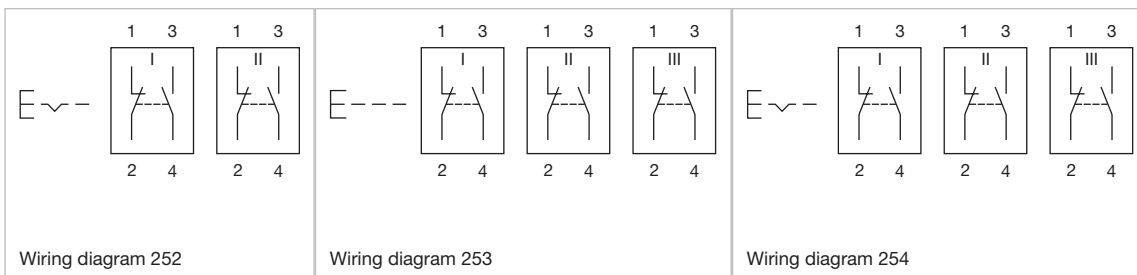 1 3 1 3
I II
2 4 2 4
Wiring diagram 252
1 3 1 3 1 3
I II III
2 4 2 4 2 4
Wiring diagram 253
1 3 1 3 1 3
I II III
2 4 2 4 2 4
Wiring diagram 254